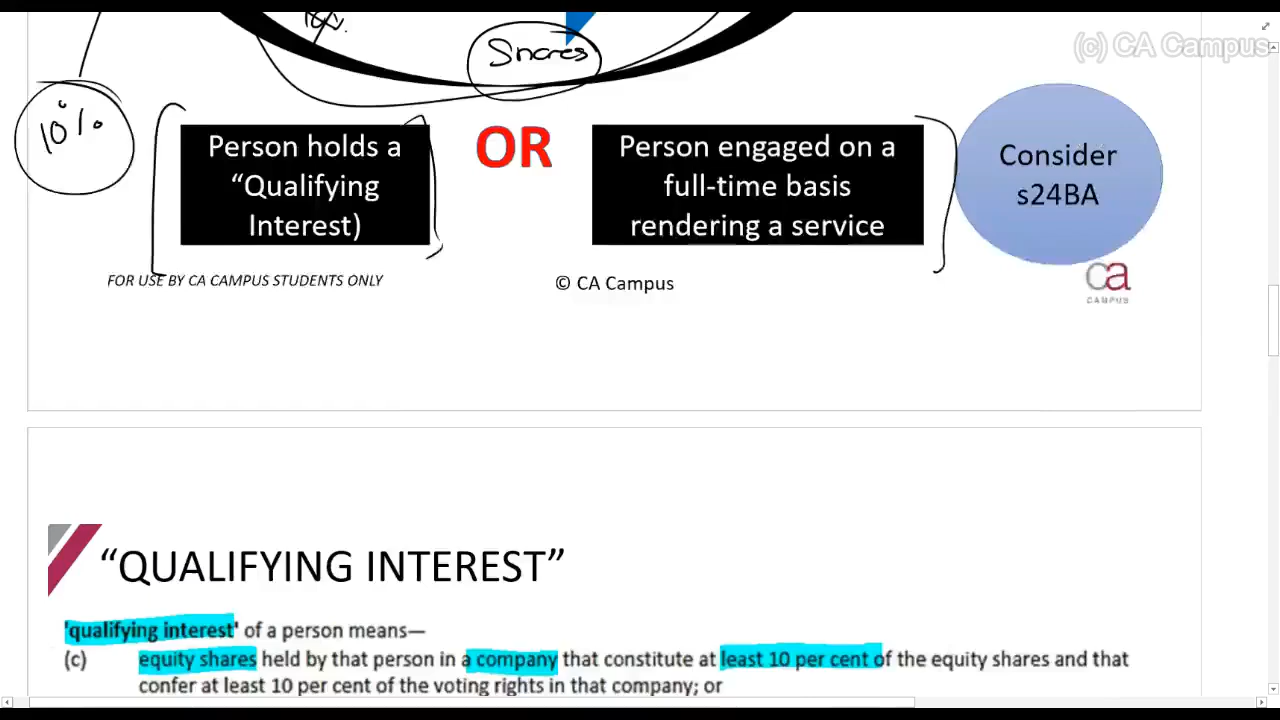 Shares
(c) CA Campus
10%
Person holds a
“Qualifying
Interest)
OR
Person engaged on a
full-time basis
rendering a service
Consider
s24BA
FOR USE BY CA CAMPUS STUDENTS ONLY
© CA Campus
ca
CAMPUS
“QUALIFYING INTEREST”
'qualifying interest' of a person means—
(c) equity shares held by that person in a company that constitute at least 10 per cent of the equity shares and that
confer at least 10 per cent of the voting rights in that company; or